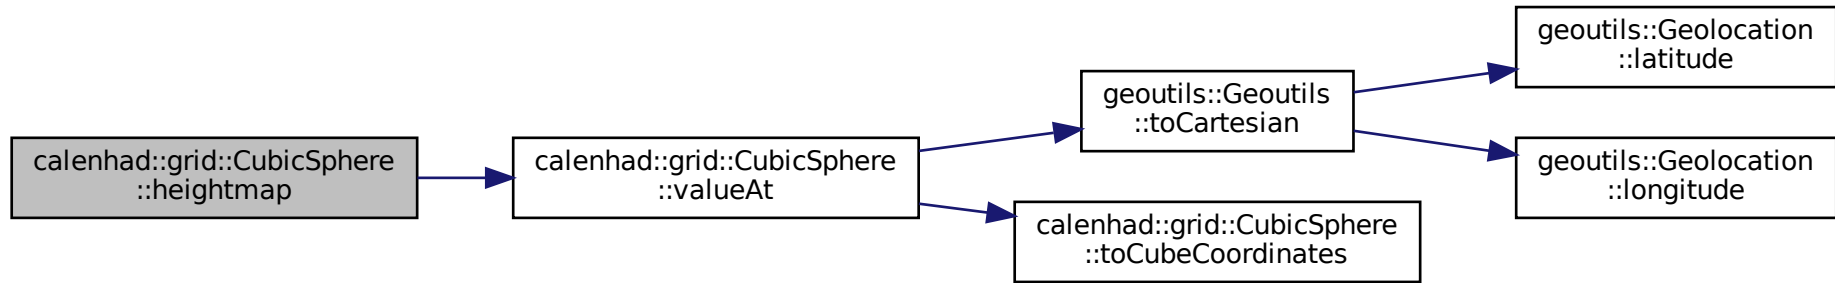 calenhad::grid::CubicSphere
::heightmap
calenhad::grid::CubicSphere
::valueAt
geoutils::Geoutils
::toCartesian
geoutils::Geolocation
::latitude
geoutils::Geolocation
::longitude
calenhad::grid::CubicSphere
::toCubeCoordinates